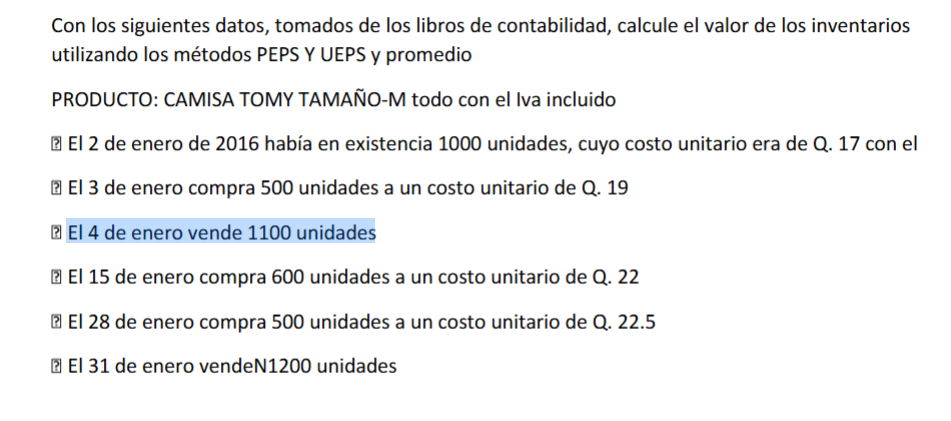 Con los siguientes datos, tomados de los libros de contabilidad, calcule el valor de los inventarios
utilizando los métodos PEPS Y UEPS y promedio
PRODUCTO: CAMISA TOMY TAMAÑO-M todo con el Iva incluido
⍰ El 2 de enero de 2016 había en existencia 1000 unidades, cuyo costo unitario era de Q. 17 con el
⍰ El 3 de enero compra 500 unidades a un costo unitario de Q. 19
⍰ El 4 de enero vende 1100 unidades
⍰ El 15 de enero compra 600 unidades a un costo unitario de Q. 22
⍰ El 28 de enero compra 500 unidades a un costo unitario de Q. 22.5
⍰ El 31 de enero vendeN1200 unidades